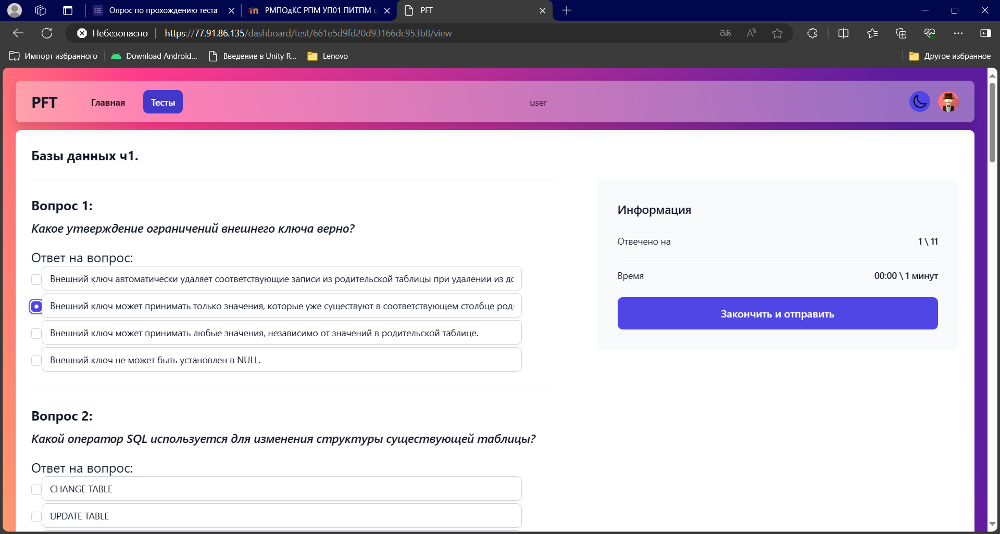 Опрос по прохождению теста
РМПОдКС РПМ УП01 ПИТПМ
PFT
Небезопасно
https://77.91.86.135/dashboard/test/661e5d9fd20d93166dc953b8/view
Импорт избранного
Download Android...
Введение в Unity R...
Lenovo
Другое избранное
PFT
Главная
Тесты
user
Базы данных ч1.
Вопрос 1:
Какое утверждение ограничений внешнего ключа верно?
Ответ на вопрос:
Внешний ключ автоматически удаляет соответствующие записи из родительской таблицы при удалении из дс
Внешний ключ может принимать только значения, которые уже существуют в соответствующем столбце род
Внешний ключ может принимать любые значения, независимо от значений в родительской таблице.
Внешний ключ не может быть установлен в NULL.
Вопрос 2:
Какой оператор SQL используется для изменения структуры существующей таблицы?
Ответ на вопрос:
CHANGE TABLE
UPDATE TABLE
Информация
Отвечено на
1 \ 11
Время
00:00 \ 1 минут
Закончить и отправить